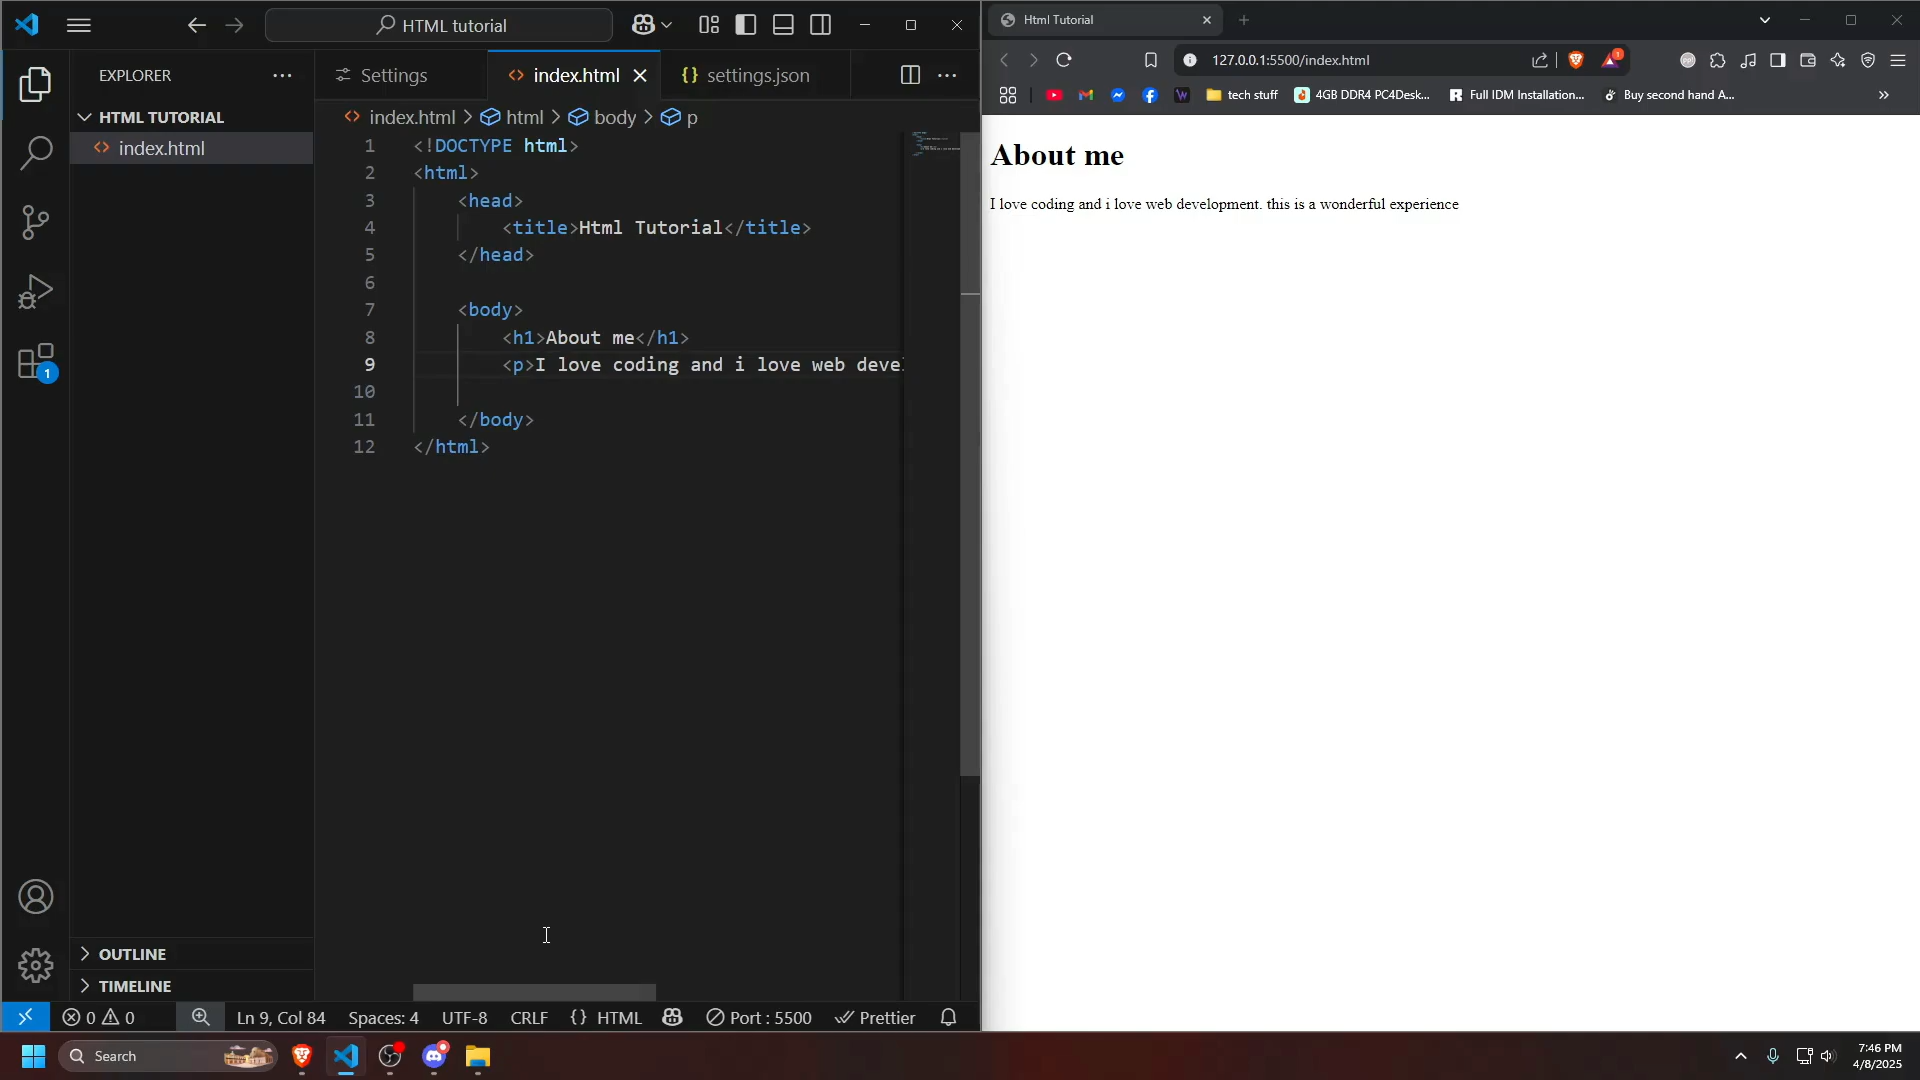 HTML tutorial
EXPLORER
HTML TUTORIAL
index.html
OUTLINE
TIMELINE
Settings
index.html
settings.json
index.html > html > body > p
1 <!DOCTYPE html>
2 <html>
3 <head>
4 <title>Html Tutorial</title>
5 </head>
6
7 <body>
8 <h1>About me</h1>
9 <p>I love coding and i love web devel
10
11 </body>
12 </html>
1
0 0 Ln 9, Col 84 Spaces: 4 UTF-8 CRLF {} HTML Port : 5500 Prettier
Html Tutorial
127.0.0.1:5500/index.html
1
tech stuff 4GB DDR4 PC4Desk... Full IDM Installation... Buy second hand A...
About me
I love coding and i love web development. this is a wonderful experience
Search
7:46 PM
4/8/2025